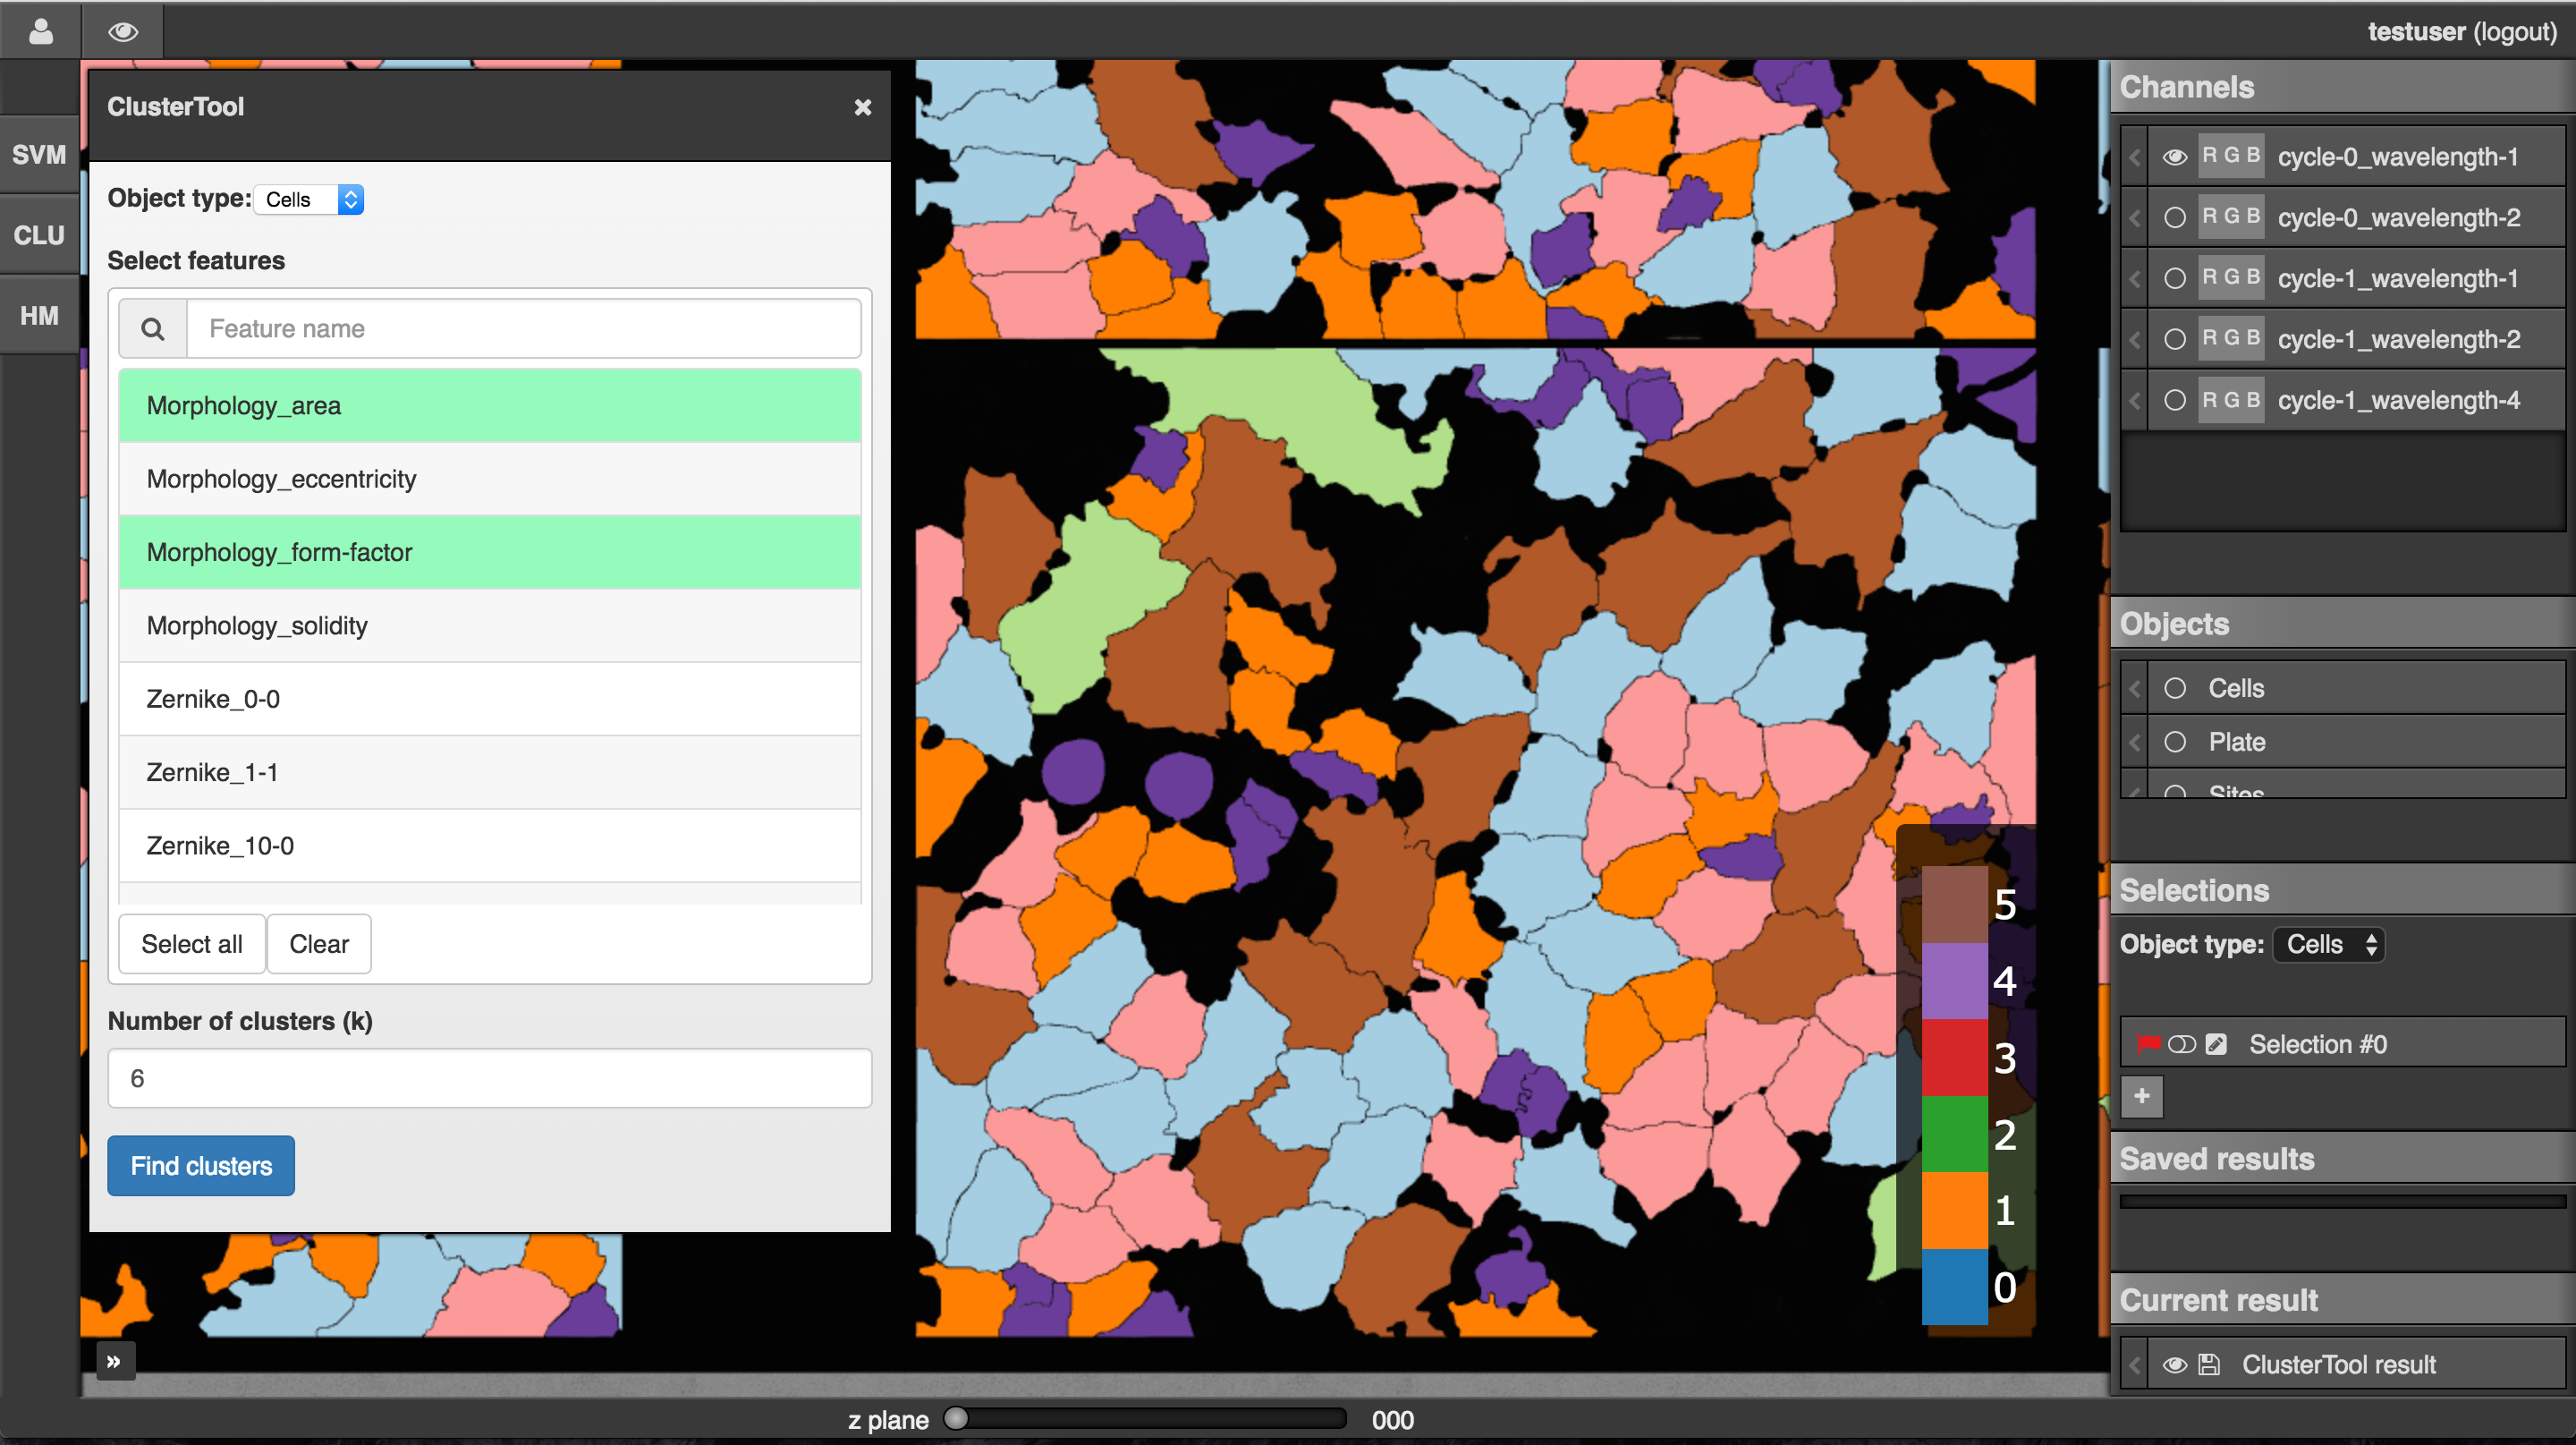 testuser (logout)
SVM
CLU
HM
ClusterTool
Object type: Cells
Select features
Feature name
Morphology_area
Morphology_eccentricity
Morphology_form-factor
Morphology_solidity
Zernike_0-0
Zernike_1-1
Zernike_10-0
Select all Clear
Number of clusters (k)
6
Find clusters
»
5
4
3
2
1
0
Channels
R G B cycle-0_wavelength-1
R G B cycle-0_wavelength-2
R G B cycle-1_wavelength-1
R G B cycle-1_wavelength-2
R G B cycle-1_wavelength-4
Objects
Cells
Plate
Sites
Selections
Object type: Cells
Selection #0
+
Saved results
Current result
ClusterTool result
z plane 000